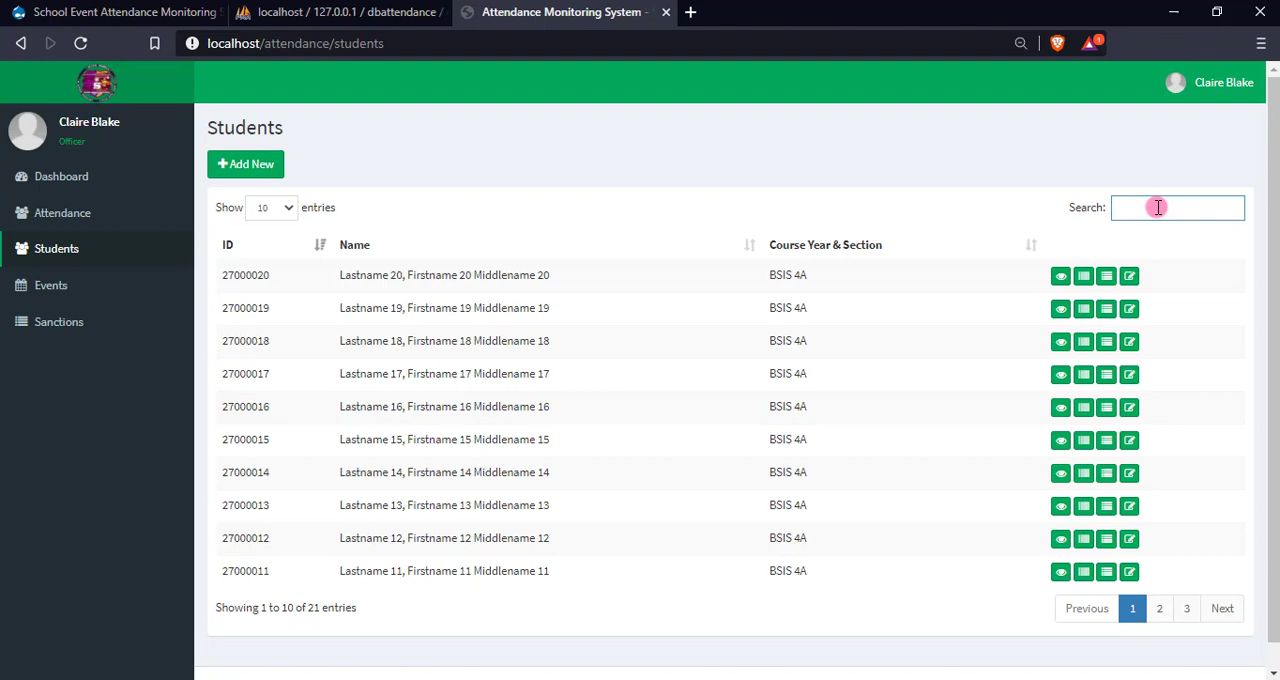 School Event Attendance Monitoring
localhost / 127.0.0.1 / dbattendance /
Attendance Monitoring System -
localhost/attendance/students
1
Claire Blake
Claire Blake
Officer
Dashboard
Attendance
Students
Events
Sanctions
Students
Add New
Show 10 entries
Search:
ID Name Course Year & Section
27000020 Lastname 20, Firstname 20 Middlename 20 BSIS 4A
27000019 Lastname 19, Firstname 19 Middlename 19 BSIS 4A
27000018 Lastname 18, Firstname 18 Middlename 18 BSIS 4A
27000017 Lastname 17, Firstname 17 Middlename 17 BSIS 4A
27000016 Lastname 16, Firstname 16 Middlename 16 BSIS 4A
27000015 Lastname 15, Firstname 15 Middlename 15 BSIS 4A
27000014 Lastname 14, Firstname 14 Middlename 14 BSIS 4A
27000013 Lastname 13, Firstname 13 Middlename 13 BSIS 4A
27000012 Lastname 12, Firstname 12 Middlename 12 BSIS 4A
27000011 Lastname 11, Firstname 11 Middlename 11 BSIS 4A
Showing 1 to 10 of 21 entries
Previous 1 2 3 Next